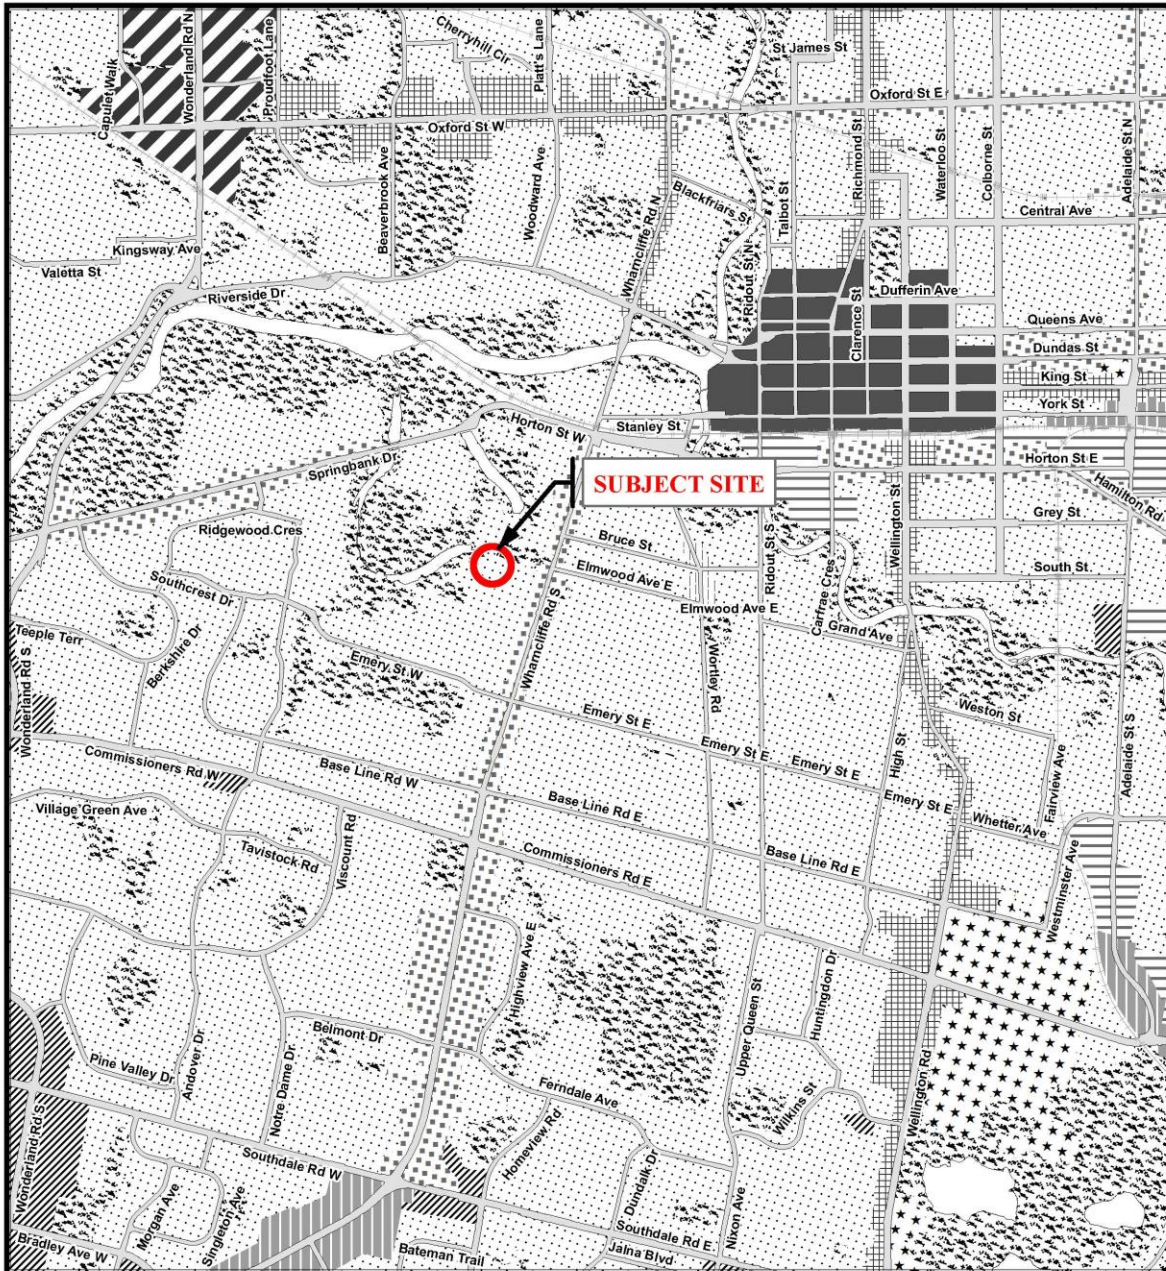 Wonderland Rd N
Proudfoot Lane
Cherryhill Cir
Platt's Lane
St James St
Capulet Walk
Oxford St E
Oxford St W
Beaverbrook Ave
Woodward Ave
Blackfriars St
Talbot St
Richmond St
Waterloo St
Colborne St
Adelaide St N
Central Ave
Kingsway Ave
Valetta St
Riverside Dr
Wharncliffe Rd N
Ridout St N
Clarence St
Dufferin Ave
Queens Ave
Dundas St
King St
York St
Horton St W
Stanley St
Springbank Dr
Horton St E
SUBJECT SITE
Hamilton Rd
Ridgewood Cres
Bruce St
Ridout St S
Wellington St
Grey St
Southcrest Dr
Elmwood Ave E
South St
Elmwood Ave E
Carfrae Cres
Grand Ave
Teeple Terr
Berkshire Dr
Wharncliffe Rd S
Wortley Rd
Emery St W
Wonderland Rd S
Emery St E
Emery St E
Emery St E
Emery St E
Weston St
High St
Fairview Ave
Adelaide St S
Commissioners Rd W
Base Line Rd W
Base Line Rd E
Whetter Ave
Village Green Ave
Tavistock Rd
Viscount Rd
Commissioners Rd E
Base Line Rd E
Westminster Ave
Highview Ave E
Upper Queen St
Huntingdon Dr
Belmont Dr
Pine Valley Dr
Andover Dr
Notre Dame Dr
Ferndale Ave
Wilkins St
Wellington Rd
Wonderland Rd S
Southdale Rd W
Homeview Rd
Dundalk Dr
Nixon Ave
Morgan Ave
Singleton Ave
Southdale Rd E
Bradley Ave W
Bateman Trail
Jalna Blvd